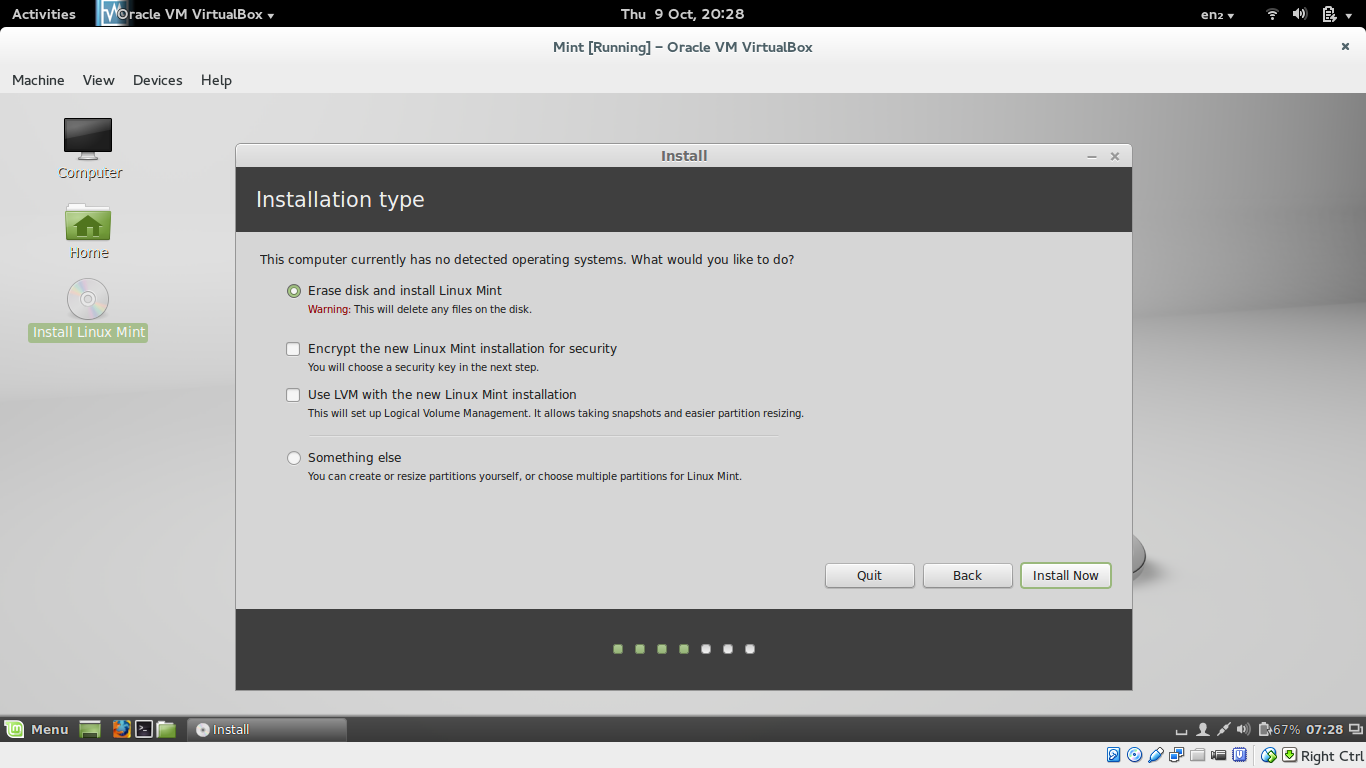 Activities
Oracle VM VirtualBox
Thu 9 Oct, 20:28
en₂
Mint [Running] – Oracle VM VirtualBox
Machine View Devices Help
Computer
Home
Install Linux Mint
Install
Installation type
This computer currently has no detected operating systems. What would you like to do?
Erase disk and install Linux Mint
Warning: This will delete any files on the disk.
Encrypt the new Linux Mint installation for security
You will choose a security key in the next step.
Use LVM with the new Linux Mint installation
This will set up Logical Volume Management. It allows taking snapshots and easier partition resizing.
Something else
You can create or resize partitions yourself, or choose multiple partitions for Linux Mint.
Quit Back Install Now
Menu Install 67% 07:28
Right Ctrl